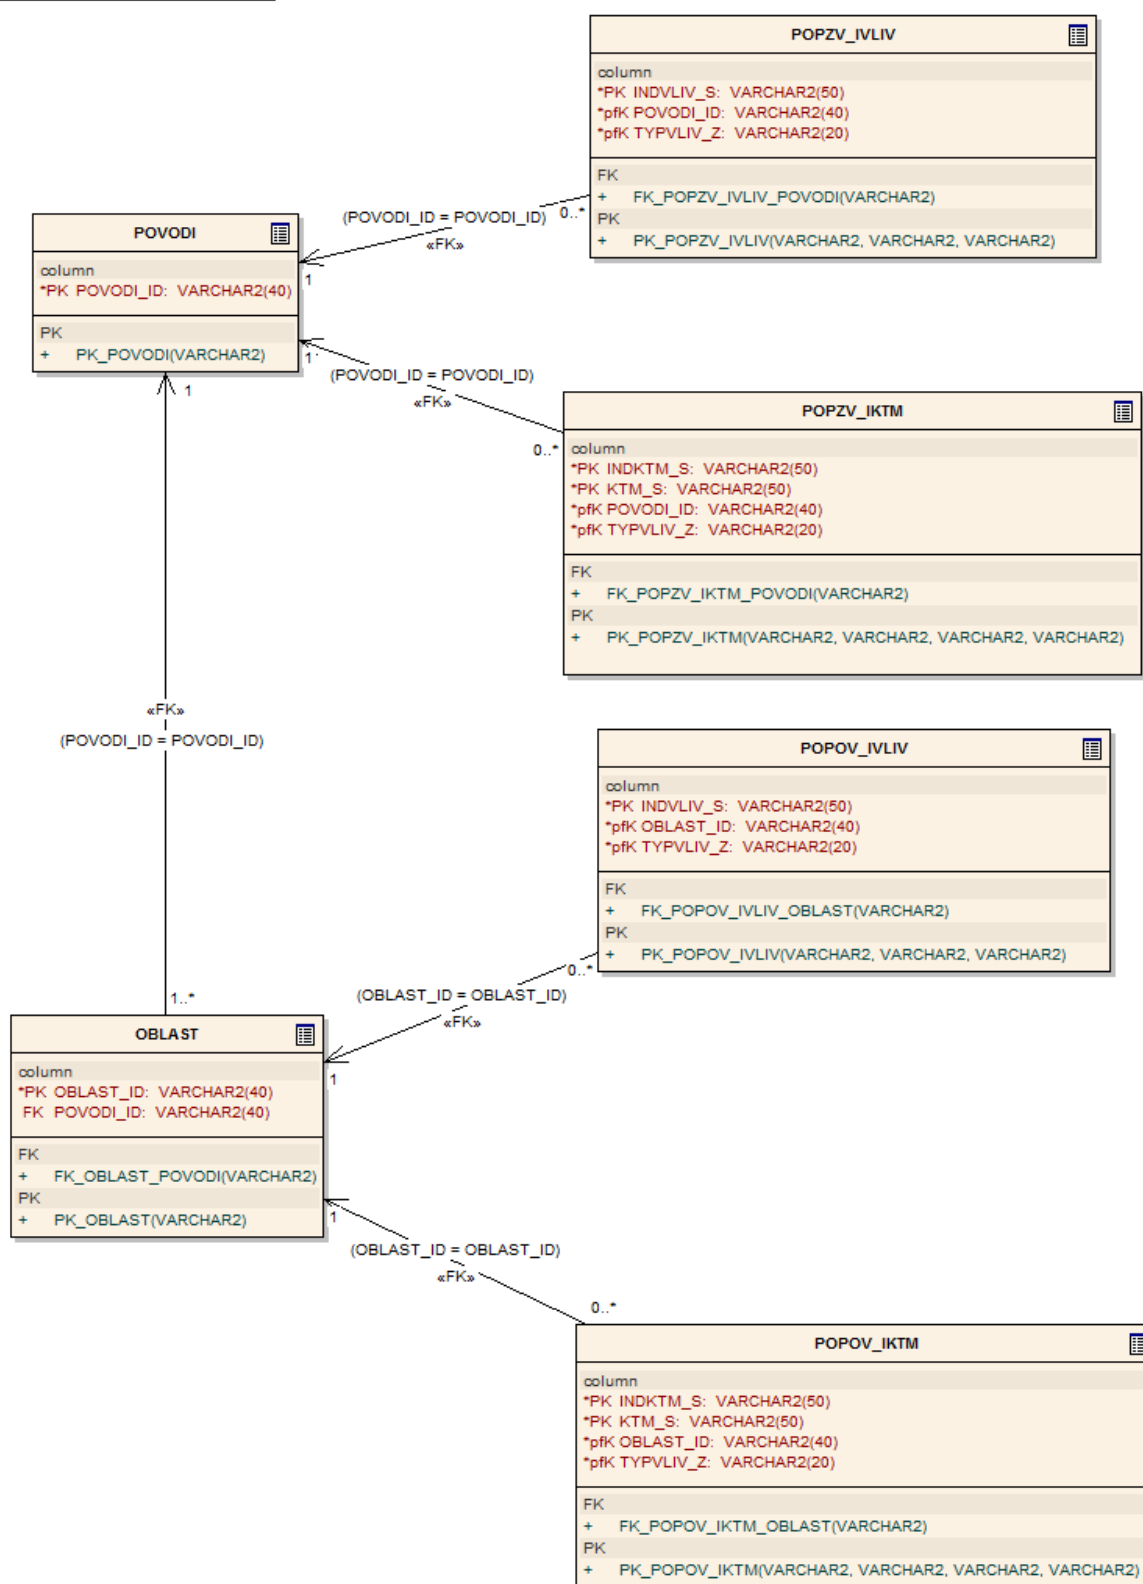 POPZV_IVLIV
column
*PK INDVLIV_S: VARCHAR2(50)
*pfK POVODI_ID: VARCHAR2(40)
*pfK TYPVLIV_Z: VARCHAR2(20)
FK
+ FK_POPZV_IVLIV_POVODI(VARCHAR2)
PK
+ PK_POPZV_IVLIV(VARCHAR2, VARCHAR2, VARCHAR2)
(POVODI_ID = POVODI_ID)
0..*
«FK»
1
POVODI
column
*PK POVODI_ID: VARCHAR2(40)
PK
+ PK_POVODI(VARCHAR2)
1
(POVODI_ID = POVODI_ID)
«FK»
0..*
1
POPZV_IKTM
column
*PK INDKTM_S: VARCHAR2(50)
*PK KTM_S: VARCHAR2(50)
*pfK POVODI_ID: VARCHAR2(40)
*pfK TYPVLIV_Z: VARCHAR2(20)
FK
+ FK_POPZV_IKTM_POVODI(VARCHAR2)
PK
+ PK_POPZV_IKTM(VARCHAR2, VARCHAR2, VARCHAR2, VARCHAR2)
«FK»
(POVODI_ID = POVODI_ID)
1..*
POPOV_IVLIV
column
*PK INDVLIV_S: VARCHAR2(50)
*pfK OBLAST_ID: VARCHAR2(40)
*pfK TYPVLIV_Z: VARCHAR2(20)
FK
+ FK_POPOV_IVLIV_OBLAST(VARCHAR2)
PK
+ PK_POPOV_IVLIV(VARCHAR2, VARCHAR2, VARCHAR2)
0..*
(OBLAST_ID = OBLAST_ID)
«FK»
1
OBLAST
column
*PK OBLAST_ID: VARCHAR2(40)
FK POVODI_ID: VARCHAR2(40)
FK
+ FK_OBLAST_POVODI(VARCHAR2)
PK
+ PK_OBLAST(VARCHAR2)
1
(OBLAST_ID = OBLAST_ID)
«FK»
0..*
POPOV_IKTM
column
*PK INDKTM_S: VARCHAR2(50)
*PK KTM_S: VARCHAR2(50)
*pfK OBLAST_ID: VARCHAR2(40)
*pfK TYPVLIV_Z: VARCHAR2(20)
FK
+ FK_POPOV_IKTM_OBLAST(VARCHAR2)
PK
+ PK_POPOV_IKTM(VARCHAR2, VARCHAR2, VARCHAR2, VARCHAR2)